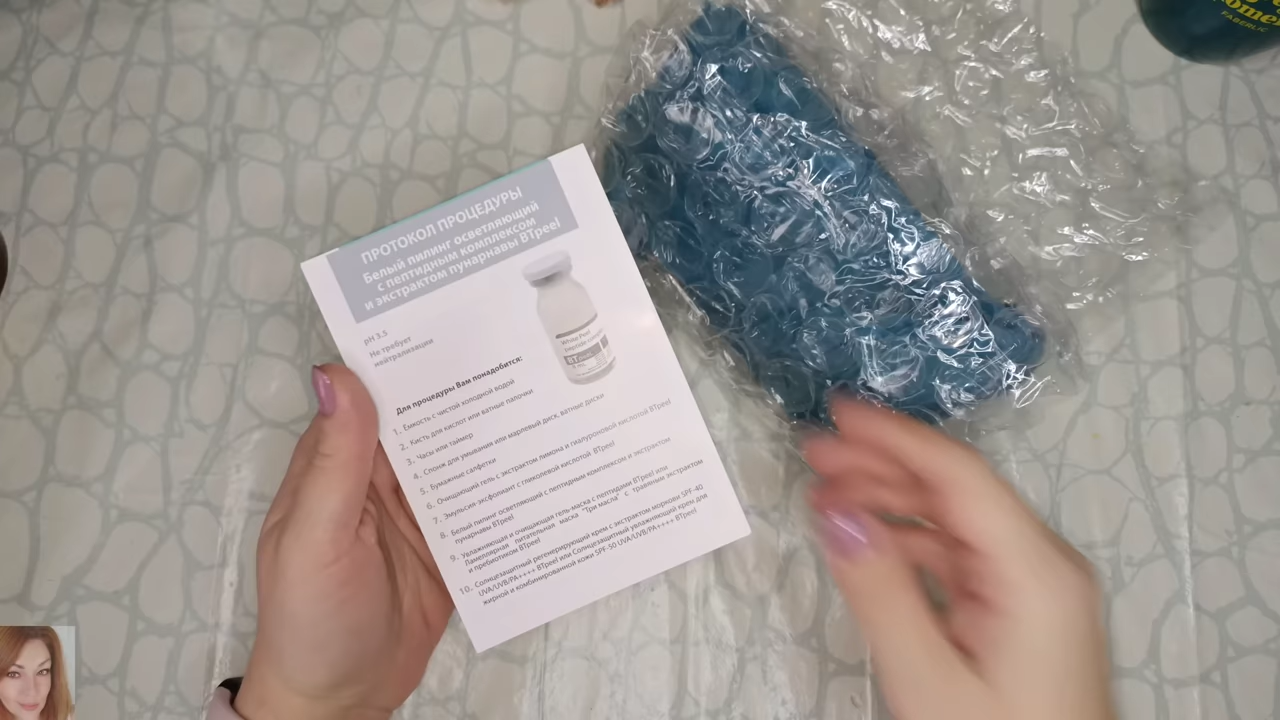 ПРОТОКОЛ ПРОЦЕДУРЫ
Белый пилинг осветляющий
с пептидным комплексом
и экстрактом пунарнавы BTpeel
pH 3.5
Не требует
нейтрализации
White Peel
BT
Для процедуры Вам понадобится:
1. Ёмкость с чистой холодной водой
2. Кисть для кислот или ватные палочки
3. Часы или таймер
4. Спонж для умывания или марлевый диск, ватные диски
5. Бумажные салфетки
6. Очищающий гель с экстрактом лимона и гиалуроновой кислотой BTpeel
7. Эмульсия-эксфолиант с гликолевой кислотой BTpeel
8. Белый пилинг осветляющий с пептидным комплексом и экстрактом
пунарнавы BTpeel
9. Увлажняющая и очищающая гель-маска с пептидами BTpeel или
Ламеллярная питательная маска "Три масла" с травяным экстрактом
и пребиотиком BTpeel
10. Солнцезащитный регенерирующий крем с экстрактом моркови SPF-40
UVA/UVB/PA++++ BTpeel или Солнцезащитный увлажняющий крем для
жирной и комбинированной кожи SPF-50 UVA/UVB/PA++++ BTpeel
FABERLIC